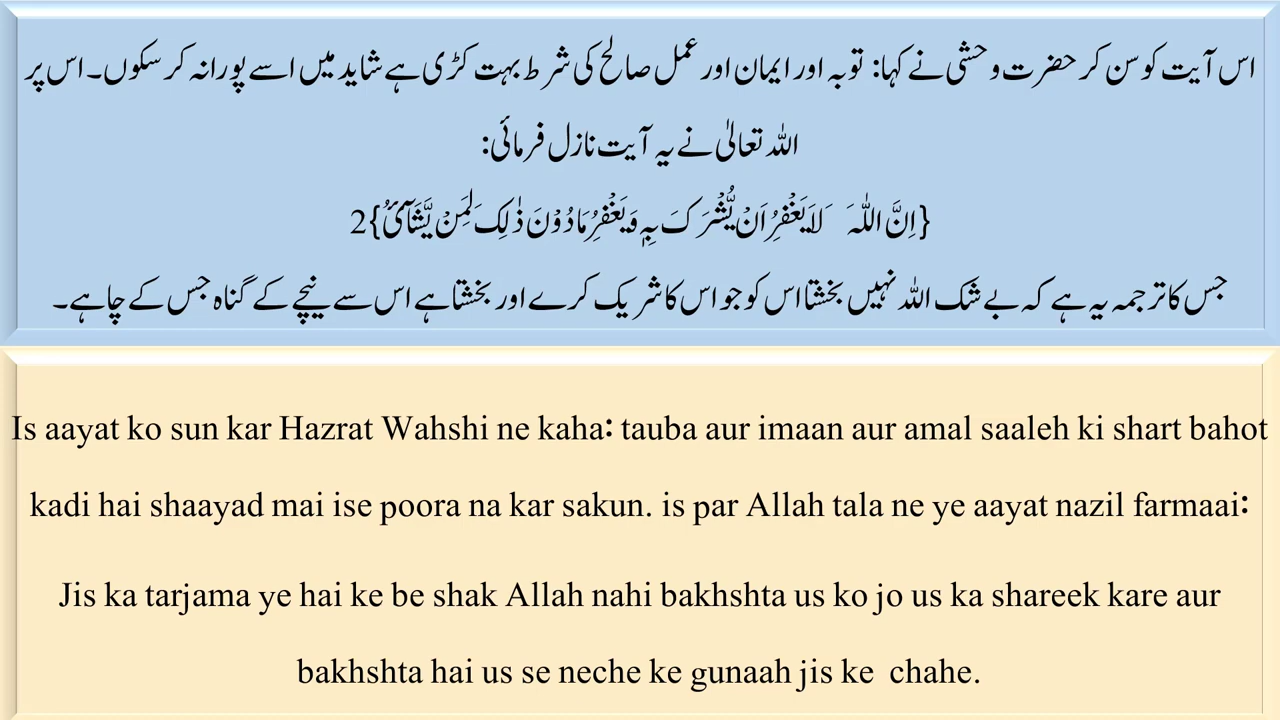 اس آیت کو سن کر حضرت وحشی نے کہا: توبہ اور ایمان اور عمل صالح کی شرط بہت کڑی ہے شاید میں اسے پورا نہ کر سکوں۔ اس پر
اللہ تعالیٰ نے یہ آیت نازل فرمائی:
{اِنَّ اللّٰہَ لاَ یَغْفِرُ اَنْ یُّشْرَکَ بِہٖ وَیَغْفِرُ مَا دُوْنَ ذٰلِکَ لِمَنْ یَّشَآئُ}2
جس کا ترجمہ یہ ہے کہ بے شک اللہ نہیں بخشتا اس کو جو اس کا شریک کرے اور بخشتا ہے اس سے نیچے کے گناہ جس کے چاہے۔
Is aayat ko sun kar Hazrat Wahshi ne kaha: tauba aur imaan aur amal saaleh ki shart bahot
kadi hai shaayad mai ise poora na kar sakun. is par Allah tala ne ye aayat nazil farmaai:
Jis ka tarjama ye hai ke be shak Allah nahi bakhshta us ko jo us ka shareek kare aur
bakhshta hai us se neche ke gunaah jis ke chahe.